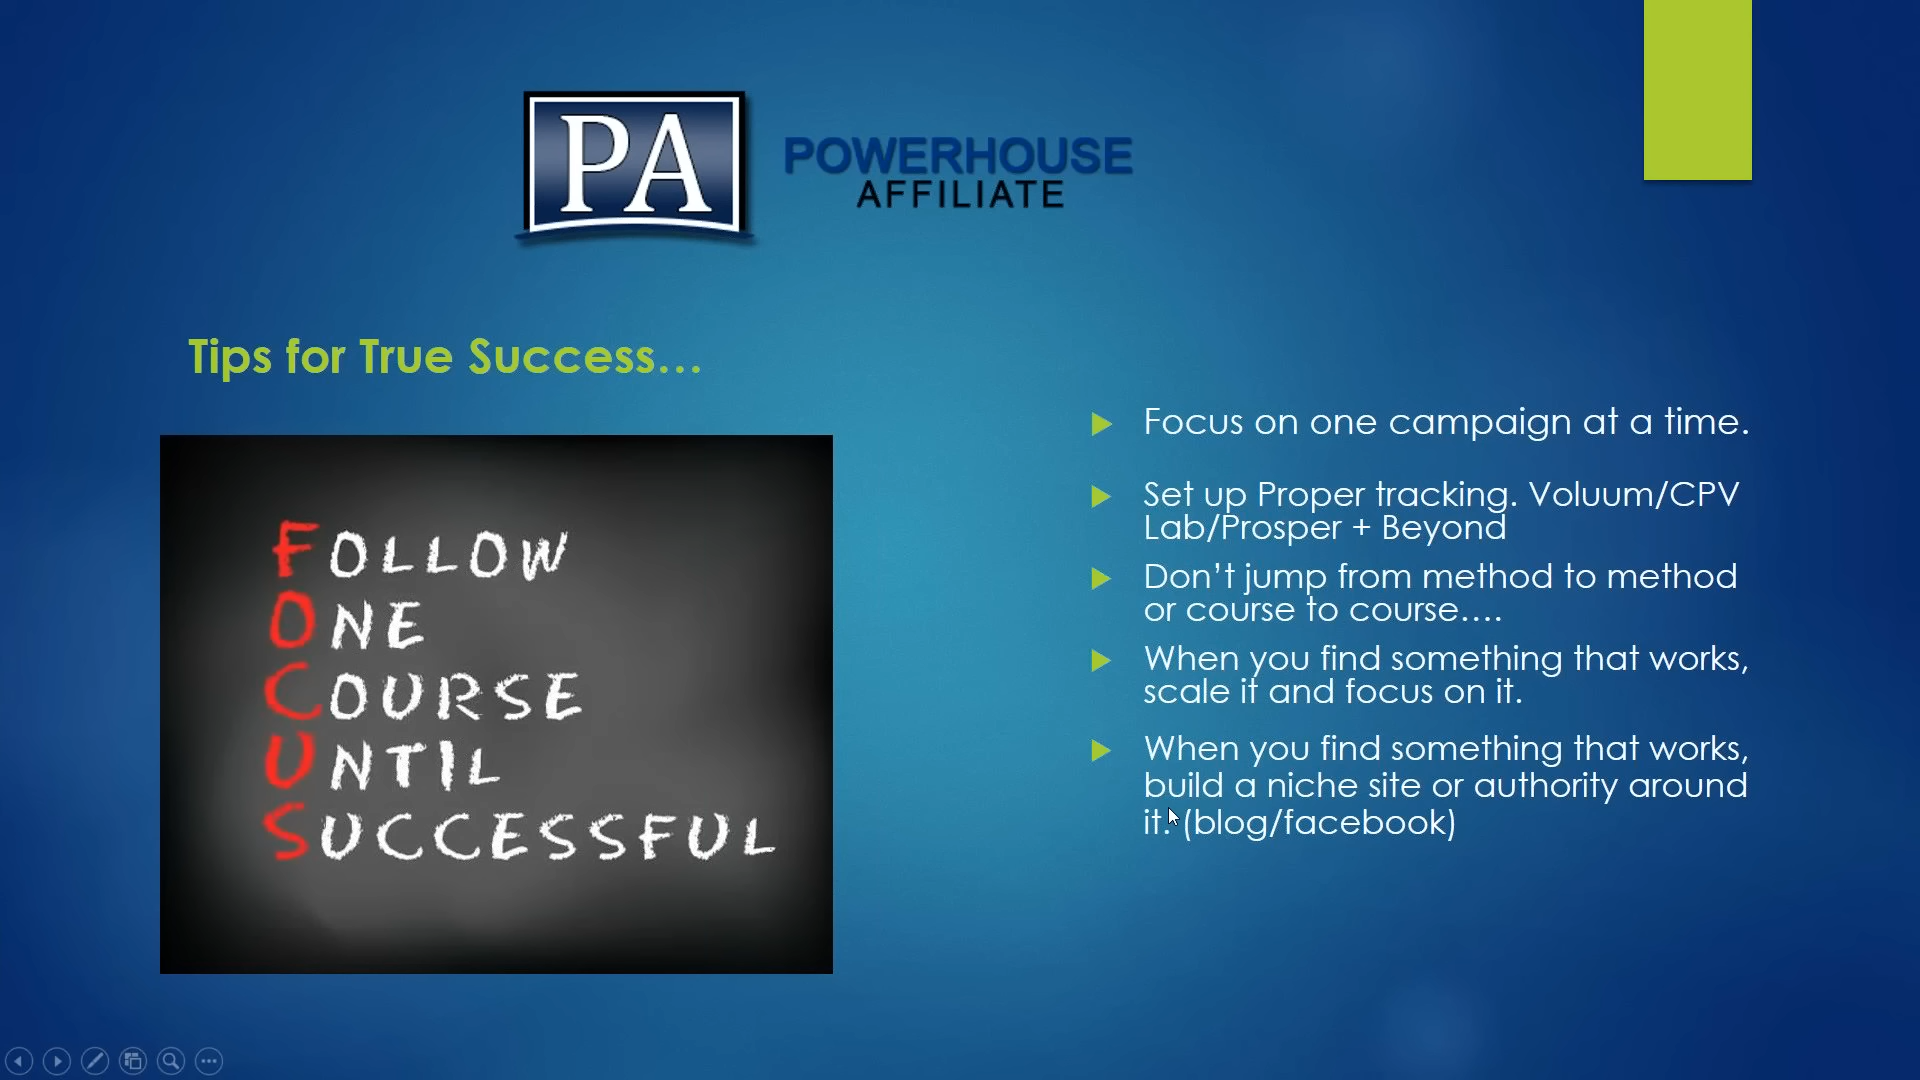 PA
POWERHOUSE
AFFILIATE
Tips for True Success...
FOLLOW
ONE
COURSE
UNTIL
SUCCESSFUL
Focus on one campaign at a time.
Set up Proper tracking. Voluum/CPV
Lab/Prosper + Beyond
Don't jump from method to method
or course to course....
When you find something that works,
scale it and focus on it.
When you find something that works,
build a niche site or authority around
it. (blog/facebook)